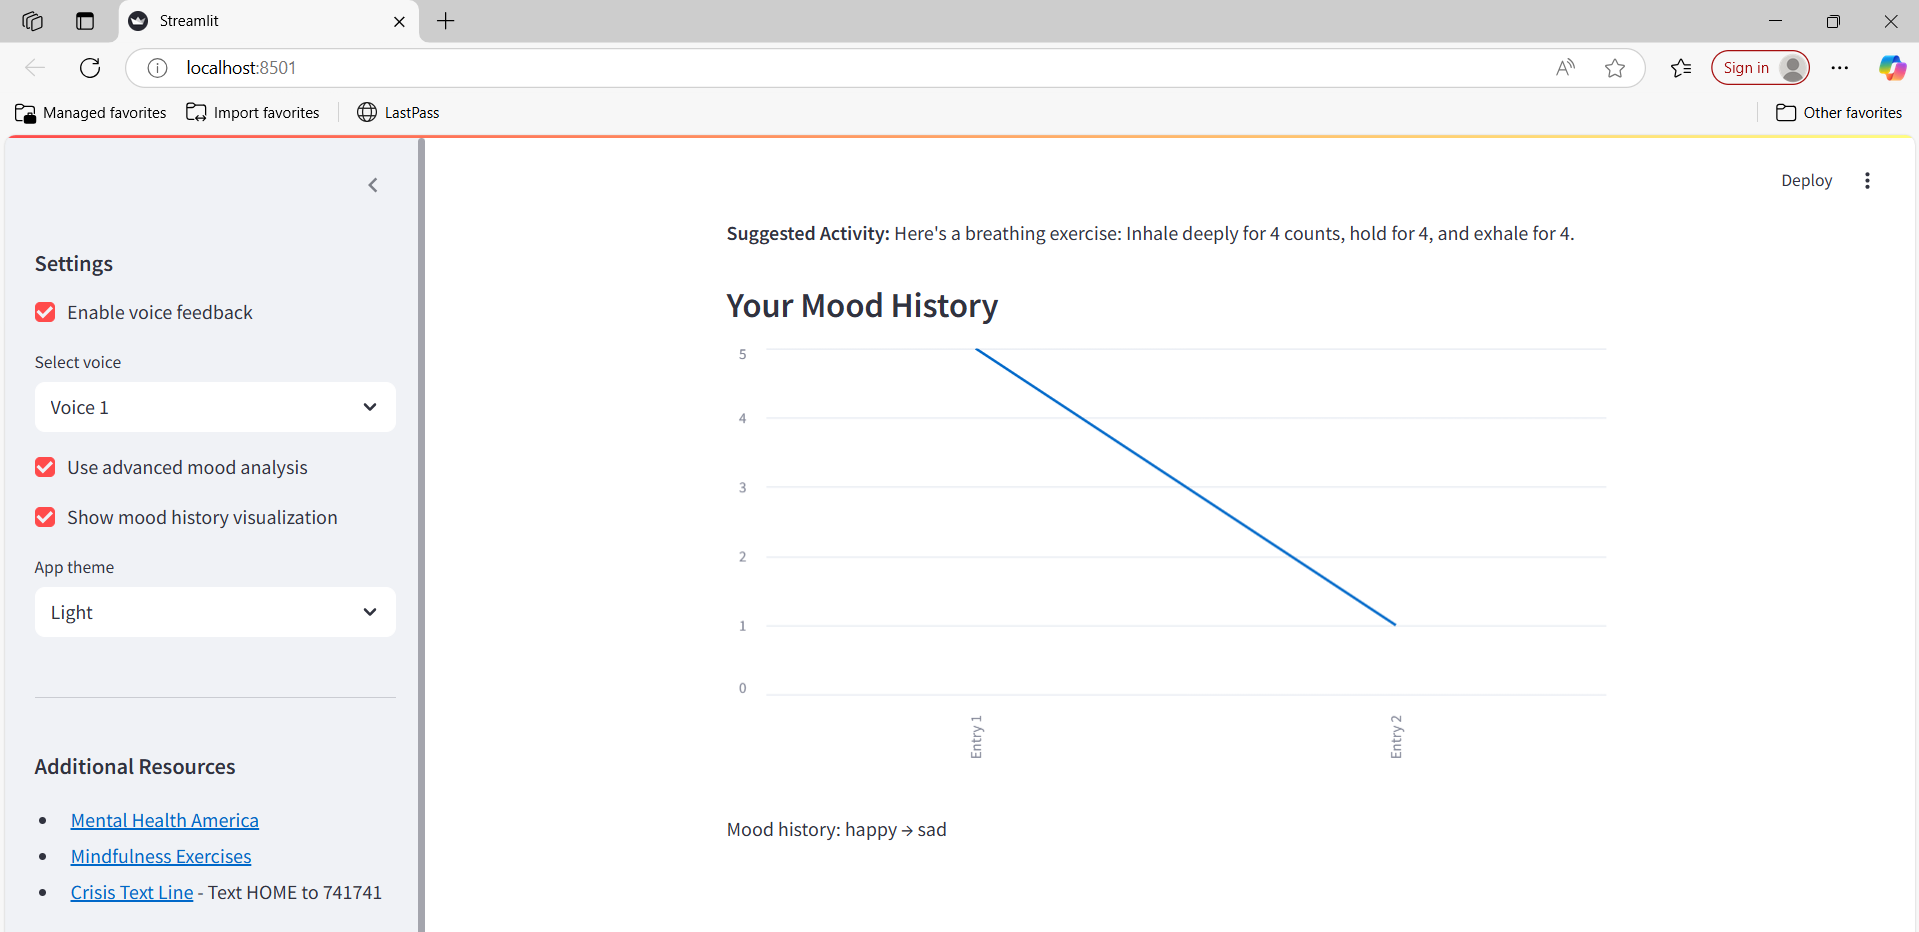 Streamlit
localhost:8501
Sign in
Managed favorites
Import favorites
LastPass
Other favorites
Deploy
Settings
Enable voice feedback
Select voice
Voice 1
Use advanced mood analysis
Show mood history visualization
App theme
Light
Additional Resources
Mental Health America
Mindfulness Exercises
Crisis Text Line - Text HOME to 741741
Suggested Activity: Here's a breathing exercise: Inhale deeply for 4 counts, hold for 4, and exhale for 4.
Your Mood History
5
4
3
2
1
0
Entry 1
Entry 2
Mood history: happy → sad